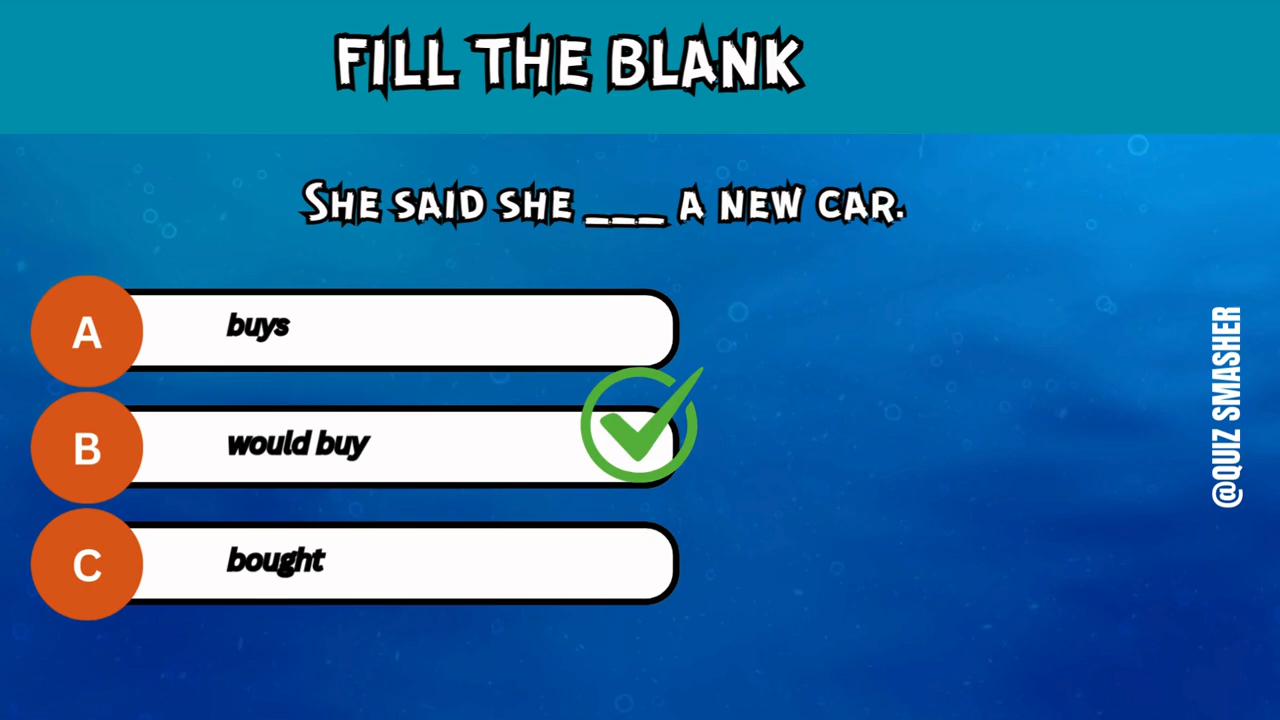 FILL THE BLANK
SHE SAID SHE ___ A NEW CAR.
A
buys
B
would buy
C
bought
@QUIZ SMASHER